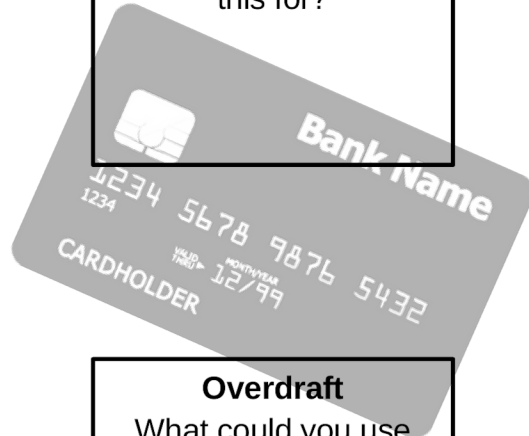 this for?
Bank Name
1234 5678 9876 5432
1234
VALID THRU
MONTH/YEAR
12/99
CARDHOLDER
Overdraft
What could you use